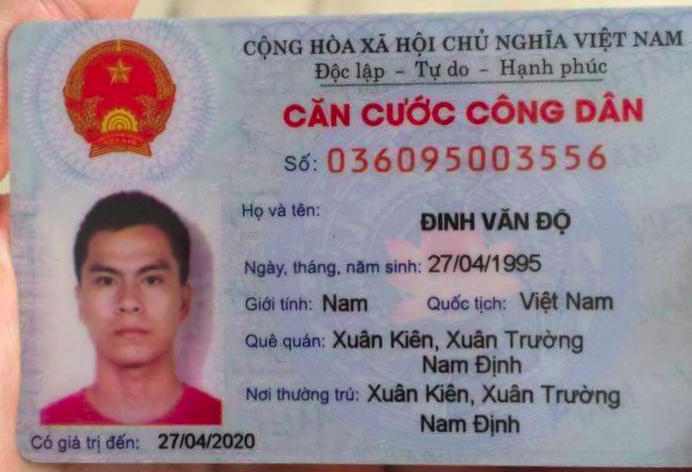 CỘNG HÒA XÃ HỘI CHỦ NGHĨA VIỆT NAM
Độc lập - Tự do - Hạnh phúc
CĂN CƯỚC CÔNG DÂN
Số: 036095003556
Họ và tên:
ĐINH VĂN ĐỘ
Ngày, tháng, năm sinh: 27/04/1995
Giới tính: Nam Quốc tịch: Việt Nam
Quê quán: Xuân Kiên, Xuân Trường
Nam Định
Nơi thường trú: Xuân Kiên, Xuân Trường
Nam Định
Có giá trị đến: 27/04/2020